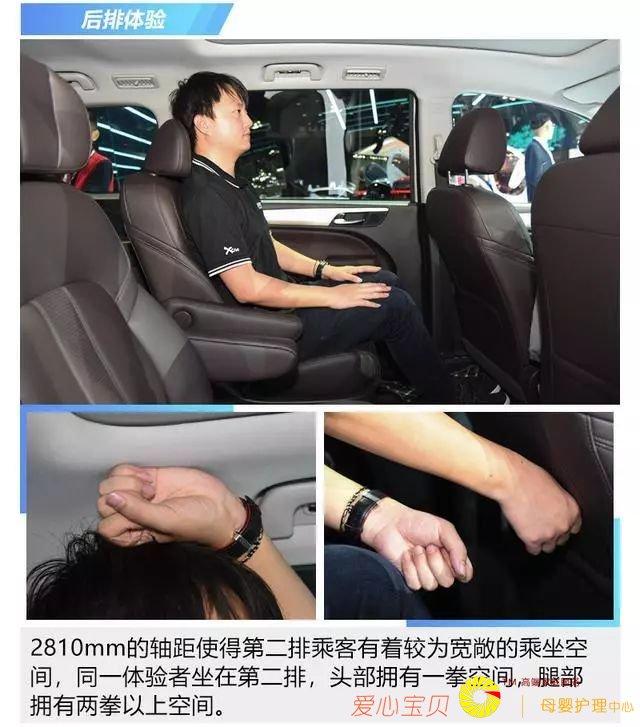 后排体验
2810mm的轴距使得第二排乘客有着较为宽敞的乘坐空
间，同一体验者坐在第二排，头部拥有一拳空间，腿部
拥有两拳以上空间。
爱心宝贝
母婴护理中心